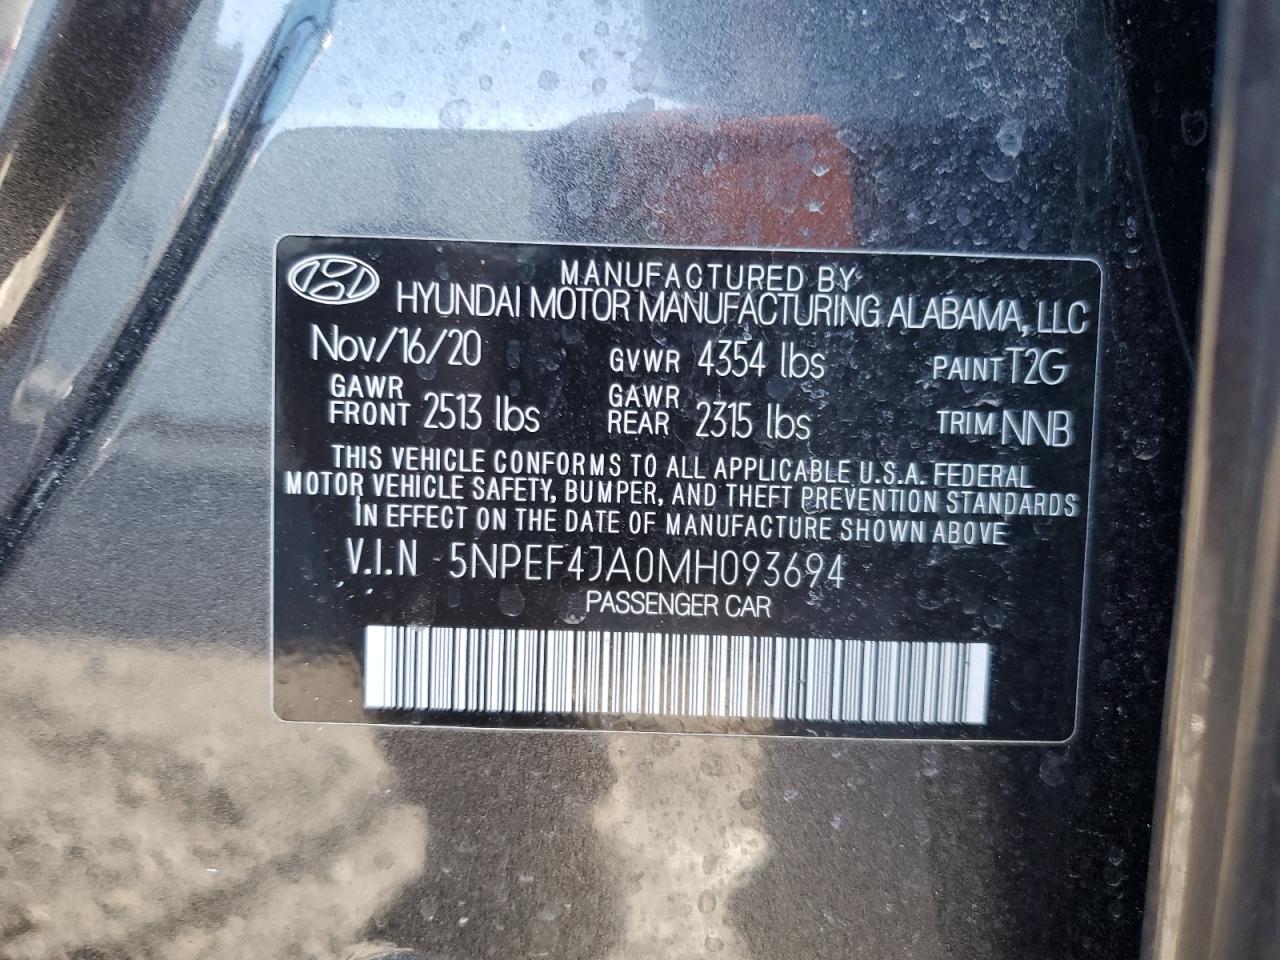 MANUFACTURED BY
HYUNDAI MOTOR MANUFACTURING ALABAMA, LLC
Nov/16/20 GVWR 4354 lbs PAINT T2G
GAWR FRONT 2513 lbs GAWR REAR 2315 lbs TRIM NNB
THIS VEHICLE CONFORMS TO ALL APPLICABLE U.S.A. FEDERAL
MOTOR VEHICLE SAFETY, BUMPER, AND THEFT PREVENTION STANDARDS
IN EFFECT ON THE DATE OF MANUFACTURE SHOWN ABOVE
V.I.N 5NPEF4JA0MH093694
PASSENGER CAR